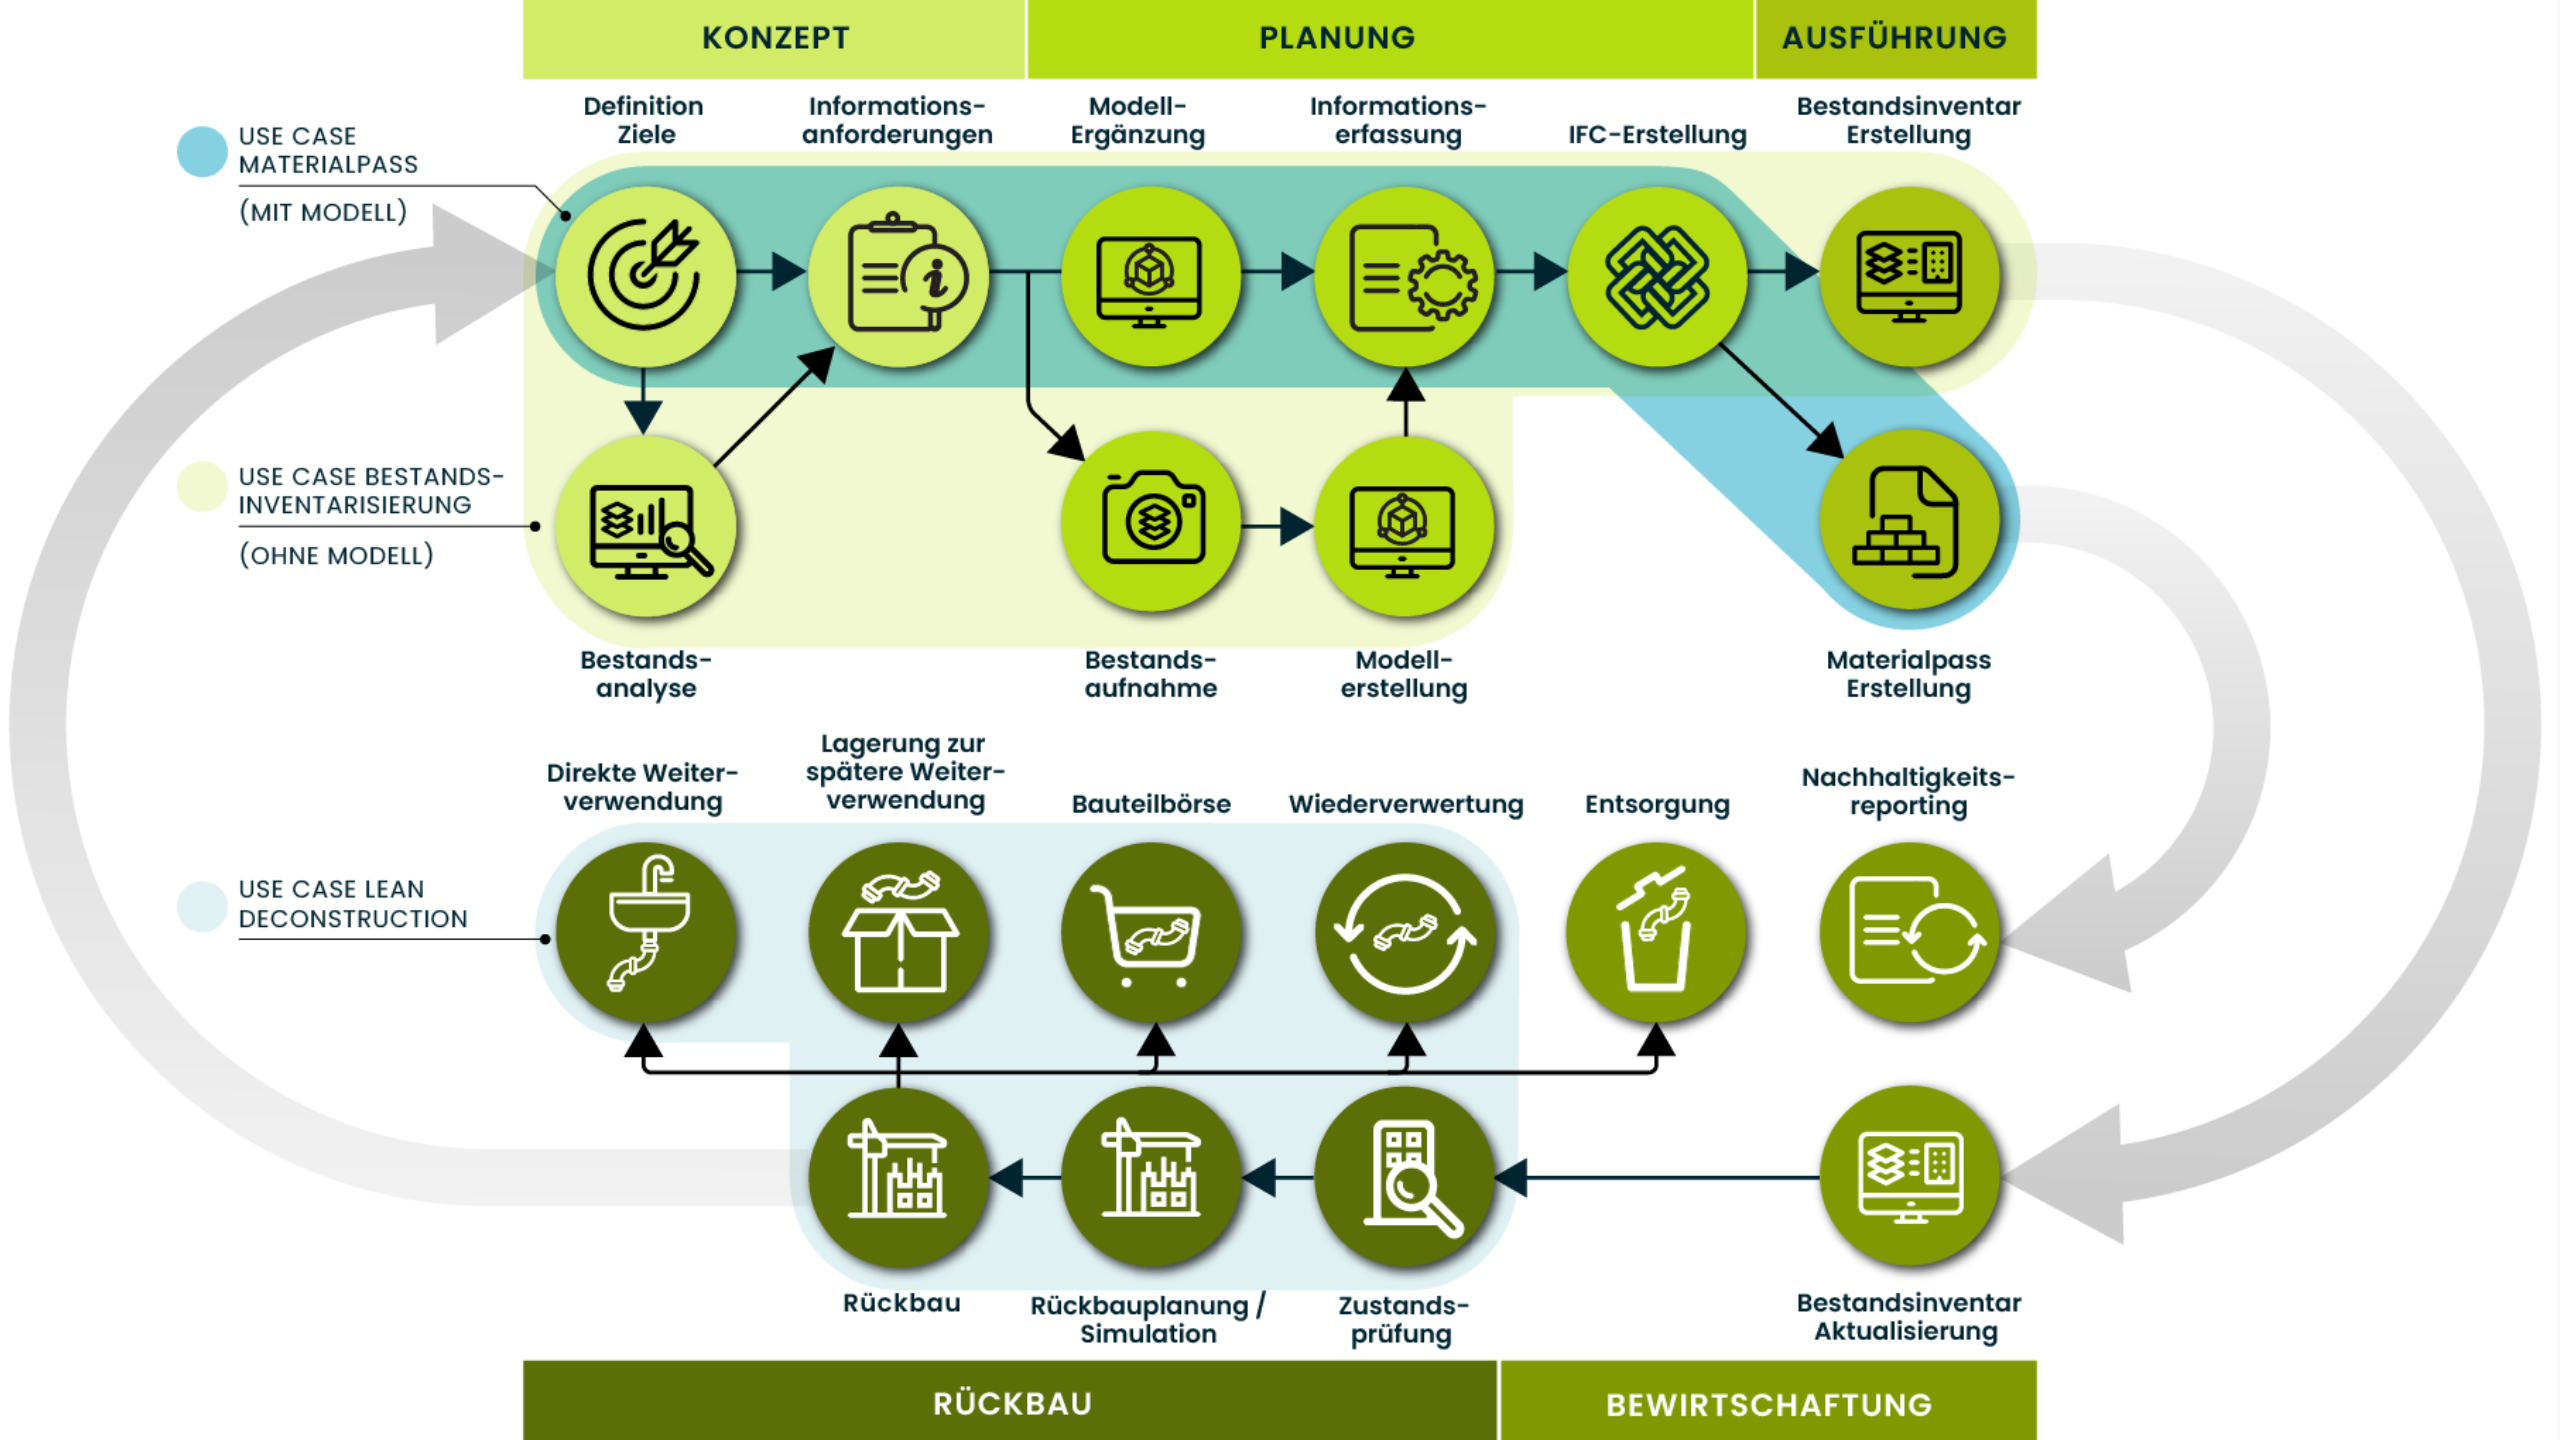 KONZEPT
PLANUNG
AUSFÜHRUNG
Definition
Ziele
Informations-
anforderungen
Modell-
Ergänzung
Informations-
erfassung
IFC-Erstellung
Bestandsinventar
Erstellung
USE CASE
MATERIALPASS
(MIT MODELL)
USE CASE BESTANDS-
INVENTARISIERUNG
(OHNE MODELL)
Bestands-
analyse
Bestands-
aufnahme
Modell-
erstellung
Materialpass
Erstellung
Direkte Weiter-
verwendung
Lagerung zur
spätere Weiter-
verwendung
Bauteilbörse
Wiederverwertung
Entsorgung
Nachhaltigkeits-
reporting
USE CASE LEAN
DECONSTRUCTION
Rückbau
Rückbauplanung /
Simulation
Zustands-
prüfung
Bestandsinventar
Aktualisierung
RÜCKBAU
BEWIRTSCHAFTUNG